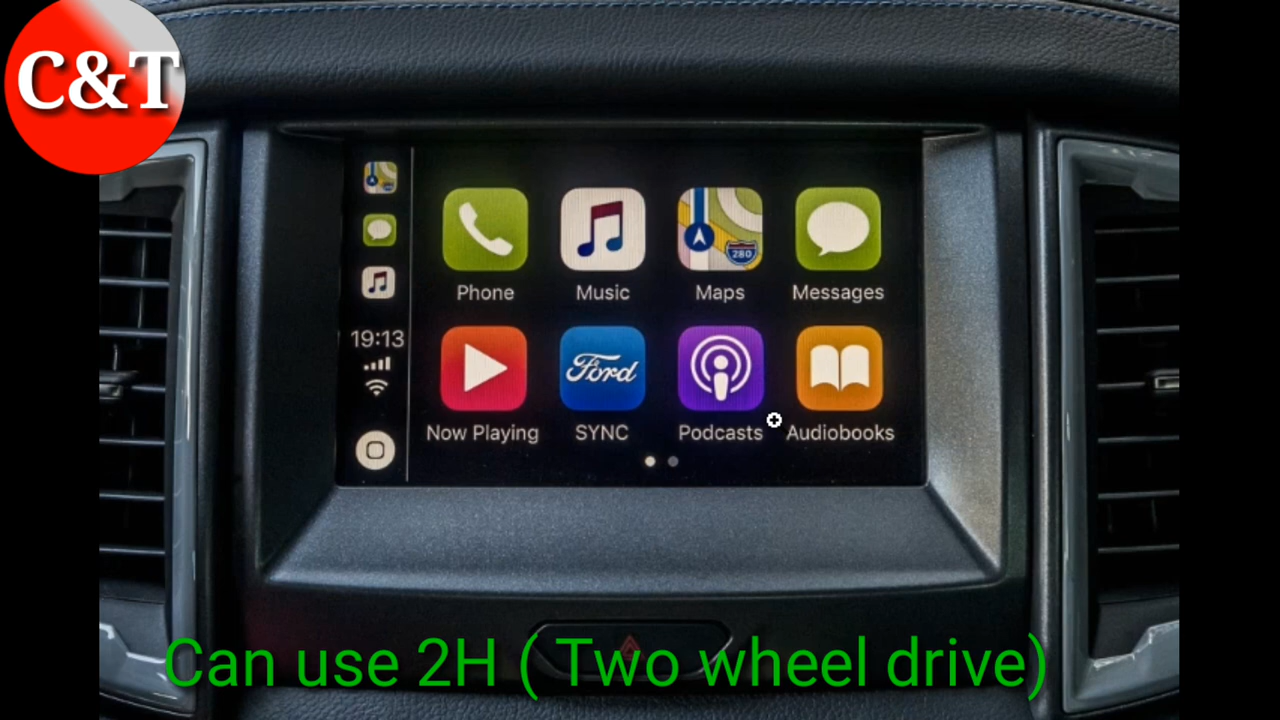 C&T
Phone
Music
Maps
Messages
280
19:13
Ford
Now Playing
SYNC
Podcasts
Audiobooks
Can use 2H ( Two wheel drive)